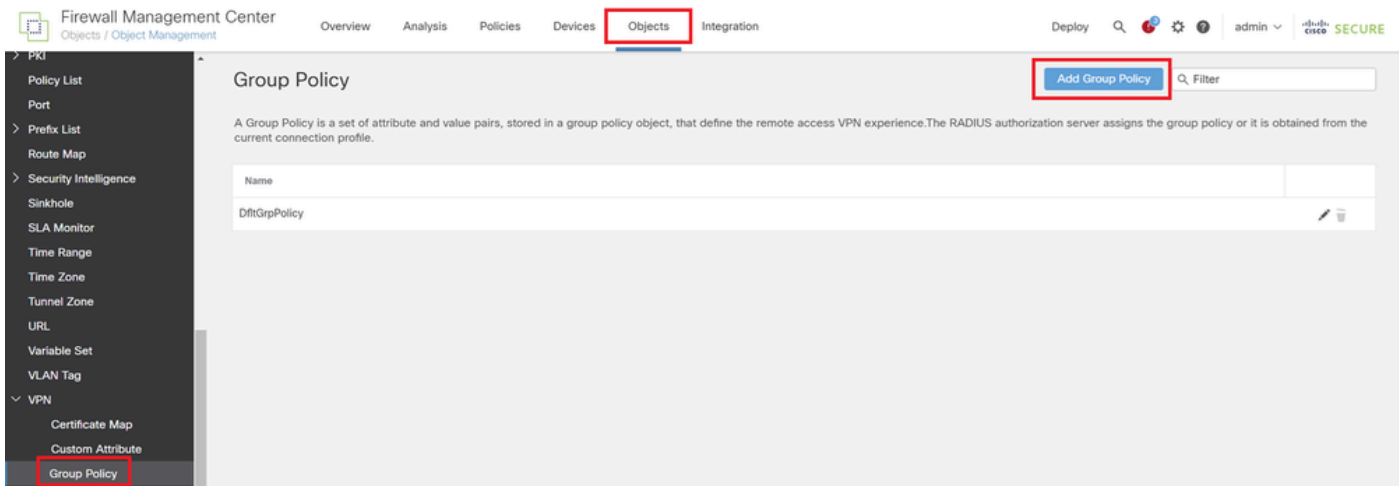 Firewall Management Center
Objects / Object Management
Overview
Analysis
Policies
Devices
Objects
Integration
Deploy
3
admin
cisco SECURE
PKI
Policy List
Port
Prefix List
Route Map
Security Intelligence
Sinkhole
SLA Monitor
Time Range
Time Zone
Tunnel Zone
URL
Variable Set
VLAN Tag
VPN
Certificate Map
Custom Attribute
Group Policy
Group Policy
Add Group Policy
Filter
A Group Policy is a set of attribute and value pairs, stored in a group policy object, that define the remote access VPN experience.The RADIUS authorization server assigns the group policy or it is obtained from the
current connection profile.
Name
DfltGrpPolicy